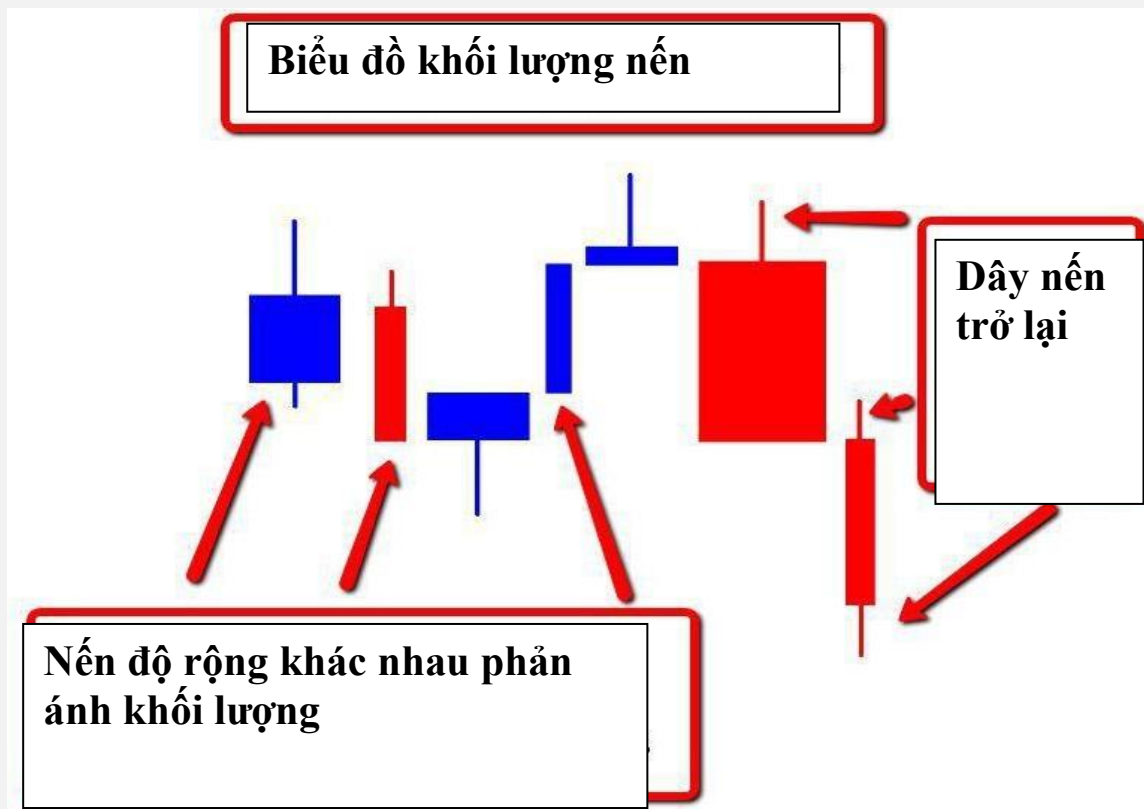 Biểu đồ khối lượng nến
Dây nến
trở lại
Nến độ rộng khác nhau phản
ánh khối lượng